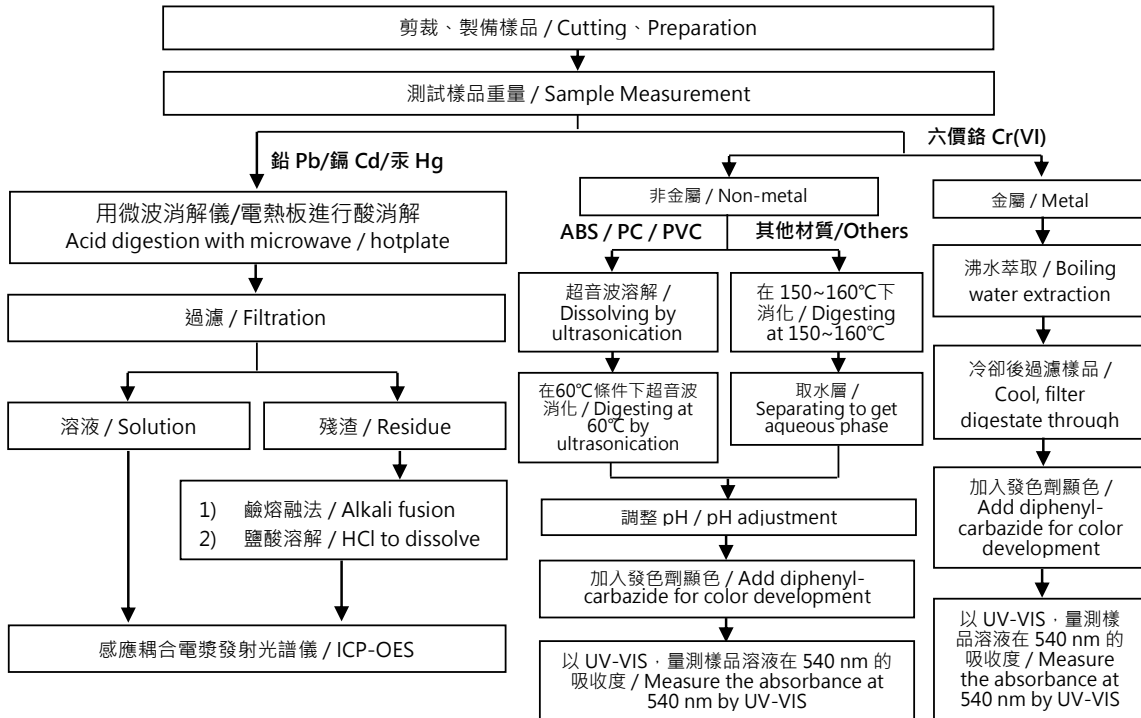 剪裁、製備樣品 / Cutting、Preparation
測試樣品重量 / Sample Measurement
鉛 Pb/鎘 Cd/汞 Hg
用微波消解儀/電熱板進行酸消解
Acid digestion with microwave / hotplate
過濾 / Filtration
溶液 / Solution
殘渣 / Residue
1) 鹼熔融法 / Alkali fusion
2) 鹽酸溶解 / HCl to dissolve
感應耦合電漿發射光譜儀 / ICP-OES
六價鉻 Cr(VI)
非金屬 / Non-metal
ABS / PC / PVC
其他材質/Others
超音波溶解 /
Dissolving by
ultrasonication
在60℃條件下超音波
消化 / Digesting at
60℃ by
ultrasonication
在 150~160℃下
消化 / Digesting
at 150~160℃
取水層 /
Separating to get
aqueous phase
調整 pH / pH adjustment
加入發色劑顯色 / Add diphenyl-
carbazide for color development
以 UV-VIS，量測樣品溶液在 540 nm 的
吸收度 / Measure the absorbance at
540 nm by UV-VIS
金屬 / Metal
沸水萃取 / Boiling
water extraction
冷卻後過濾樣品 /
Cool, filter
digestate through
加入發色劑顯色 /
Add diphenyl-
carbazide for color
development
以 UV-VIS，量測樣
品溶液在 540 nm 的
吸收度 / Measure
the absorbance at
540 nm by UV-VIS